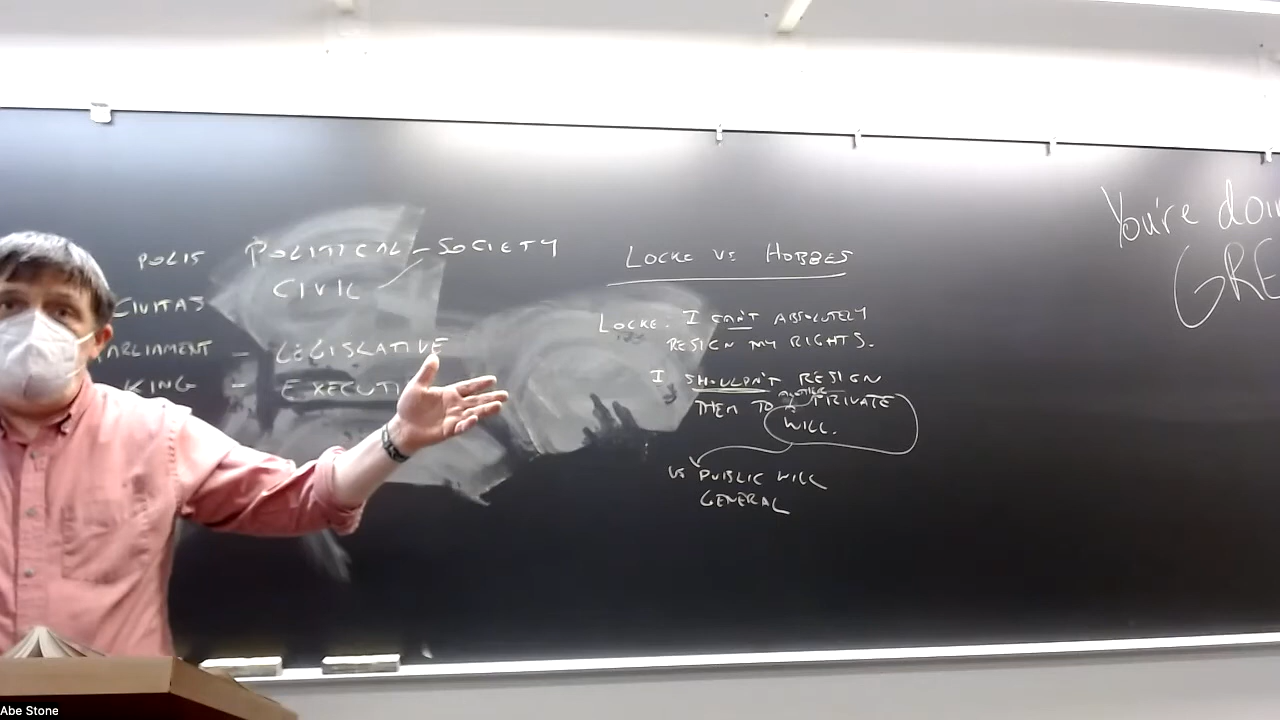 POLIS POLITICAL - SOCIETY
CIVITAS CIVIL
PARLIAMENT - LEGISLATIVE
KING - EXECUTI
LOCKE VS HOBBES
LOCKE. I CAN'T ABSOLUTELY
RESIGN MY RIGHTS.
I SHOULDN'T RESIGN
THEM TO ANOTHER PRIVATE
WILL.
VS PUBLIC WILL
GENERAL
You're doin
GRE
Abe Stone